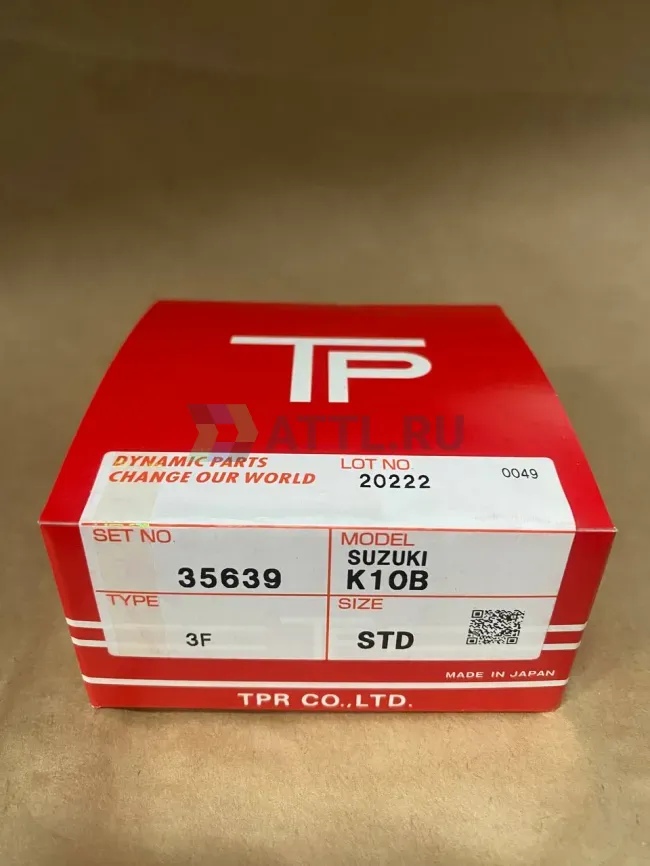 TP
ATTL.RU
DYNAMIC PARTS
CHANGE OUR WORLD
LOT NO.
20222
0049
SET NO.
35639
MODEL
SUZUKI
K10B
TYPE
3F
SIZE
STD
MADE IN JAPAN
TPR CO.,LTD.